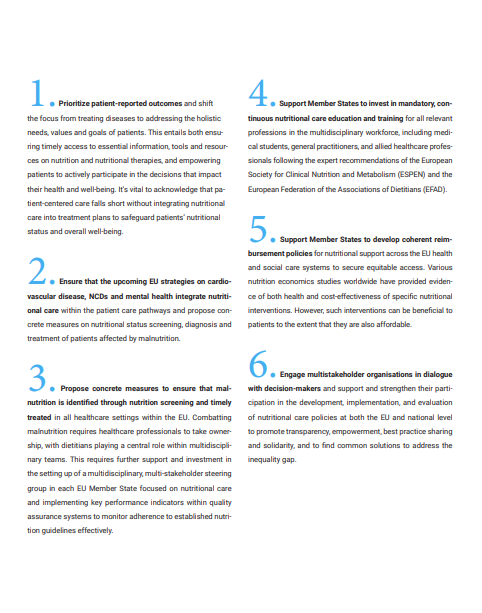 1. Prioritize patient-reported outcomes and shift
the focus from treating diseases to addressing the holistic
needs, values and goals of patients. This entails both ensu-
ring timely access to essential information, tools and resour-
ces on nutrition and nutritional therapies, and empowering
patients to actively participate in the decisions that impact
their health and well-being. It's vital to acknowledge that pa-
tient-centered care falls short without integrating nutritional
care into treatment plans to safeguard patients' nutritional
status and overall well-being.
2. Ensure that the upcoming EU strategies on cardio-
vascular disease, NCDs and mental health integrate nutriti-
onal care within the patient care pathways and propose con-
crete measures on nutritional status screening, diagnosis and
treatment of patients affected by malnutrition.
3. Propose concrete measures to ensure that mal-
nutrition is identified through nutrition screening and timely
treated in all healthcare settings within the EU. Combatting
malnutrition requires healthcare professionals to take owner-
ship, with dietitians playing a central role within multidiscipli-
nary teams. This requires further support and investment in
the setting up of a multidisciplinary, multi-stakeholder steering
group in each EU Member State focused on nutritional care
and implementing key performance indicators within quality
assurance systems to monitor adherence to established nutri-
tion guidelines effectively.
4. Support Member States to invest in mandatory, con-
tinuous nutritional care education and training for all relevant
professions in the multidisciplinary workforce, including medi-
cal students, general practitioners, and allied healthcare profes-
sionals following the expert recommendations of the European
Society for Clinical Nutrition and Metabolism (ESPEN) and the
European Federation of the Associations of Dietitians (EFAD).
5. Support Member States to develop coherent reim-
bursement policies for nutritional support across the EU health
and social care systems to secure equitable access. Various
nutrition economics studies worldwide have provided eviden-
ce of both health and cost-effectiveness of specific nutritional
interventions. However, such interventions can be beneficial to
patients to the extent that they are also affordable.
6. Engage multistakeholder organisations in dialogue
with decision-makers and support and strengthen their parti-
cipation in the development, implementation, and evaluation
of nutritional care policies at both the EU and national level
to promote transparency, empowerment, best practice sharing
and solidarity, and to find common solutions to address the
inequality gap.